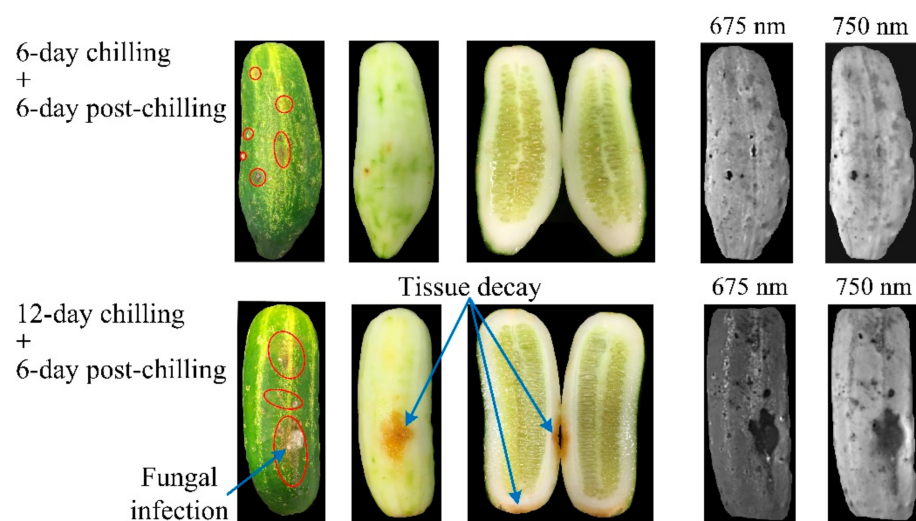 675 nm
750 nm
6-day chilling
+
6-day post-chilling
675 nm
750 nm
Tissue decay
12-day chilling
+
6-day post-chilling
Fungal
infection